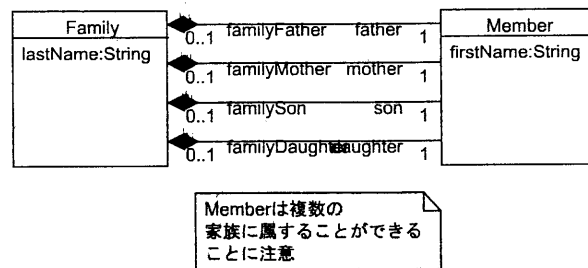 Family
lastName:String
0..1 familyFather father 1
0..1 familyMother mother 1
0..1 familySon son 1
0..1 familyDaughter daughter 1
Member
firstName:String
Memberは複数の
家族に属することができる
ことに注意